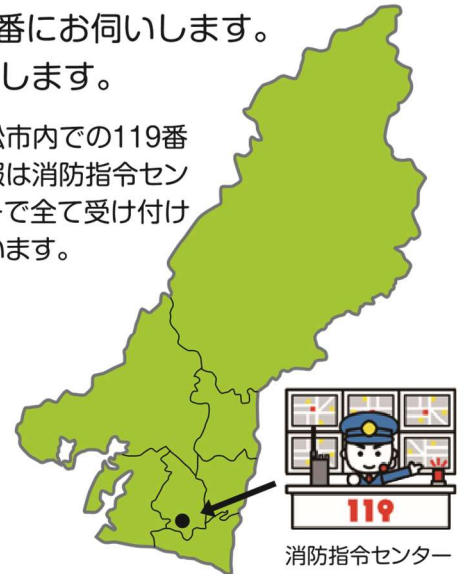 番にお伺いします。
します。
松市内での119番
報は消防指令セン
ーで全て受け付け
います。
119
消防指令センター